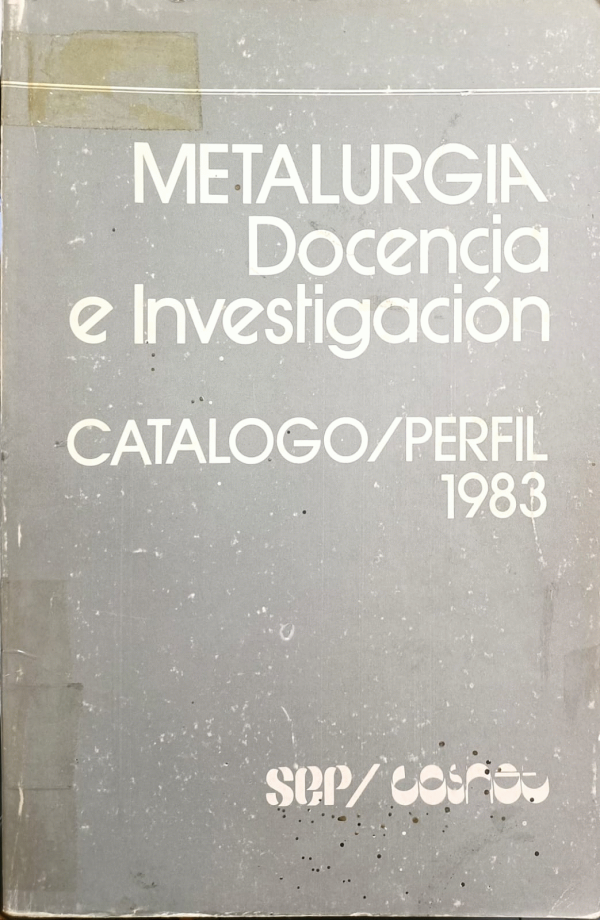 METALURGIA
Docencia
e Investigación
CATALOGO/PERFIL
1983
sep/ cosnet